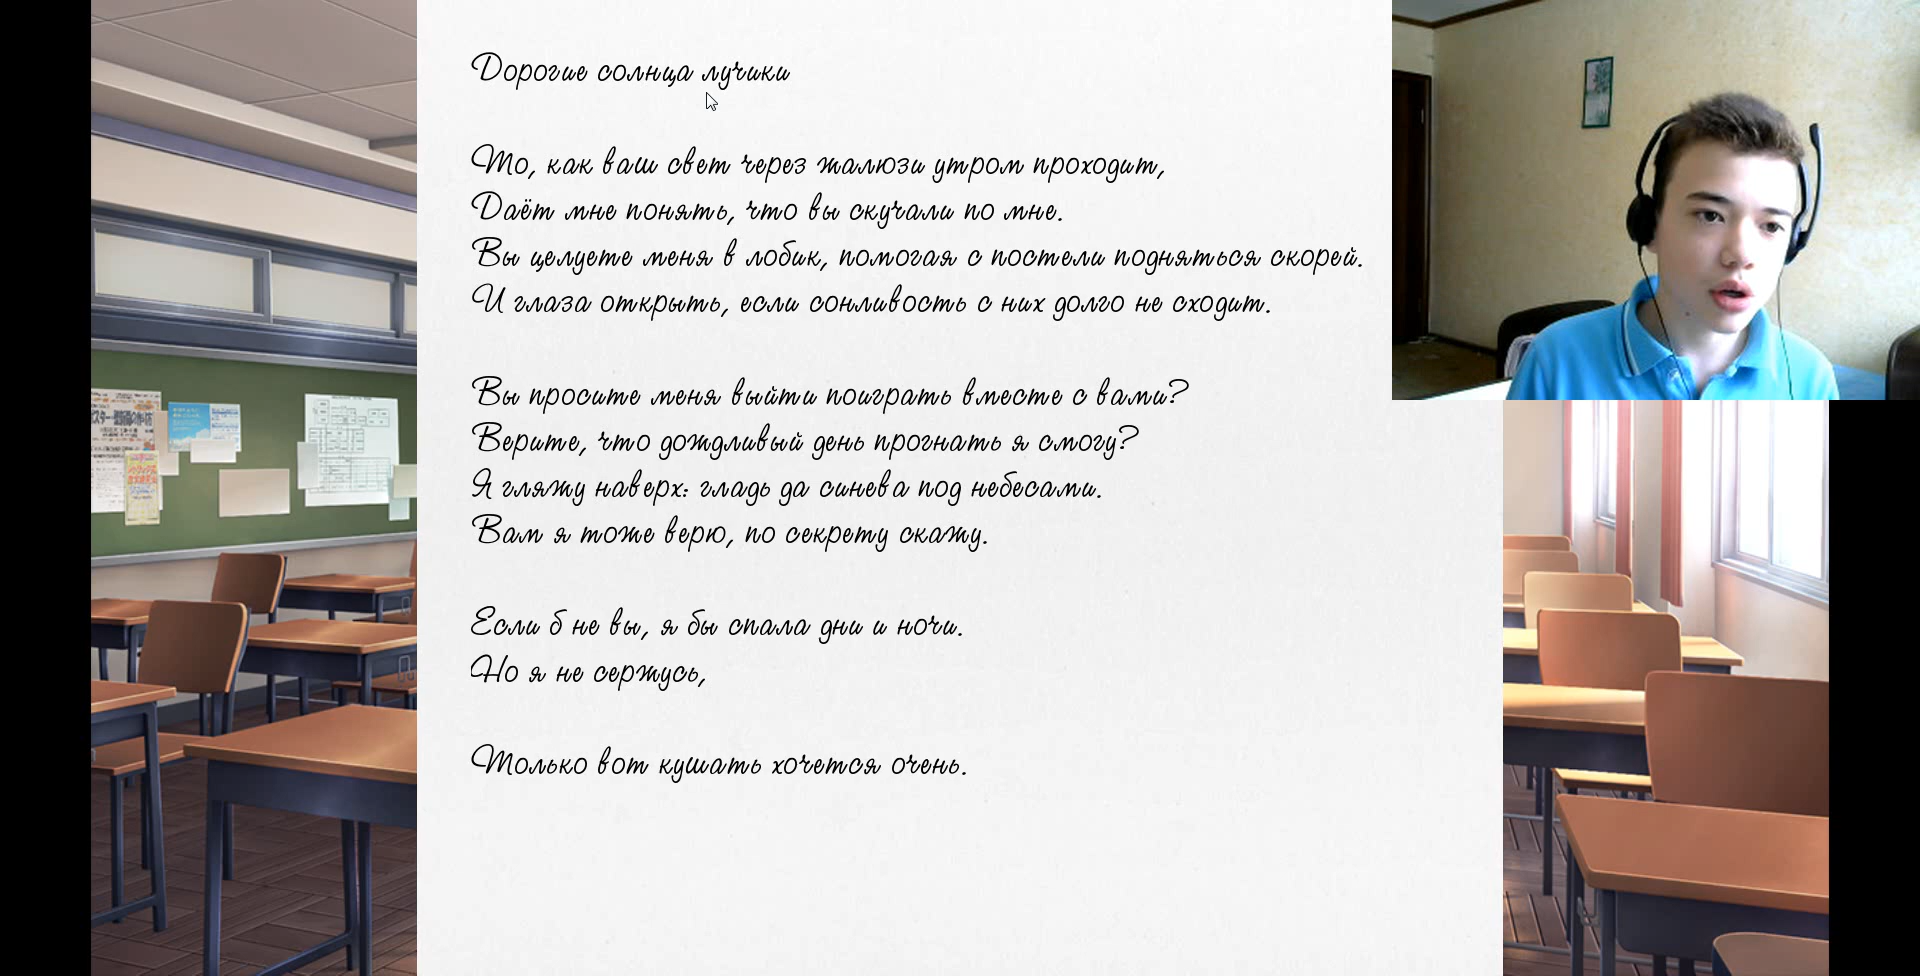 Дорогие солнца лучики
То, как ваш свет через жалюзи утром проходит,
Даёт мне понять, что вы скучали по мне.
Вы целуете меня в лобик, помогая с постели подняться скорей.
И глаза открыть, если сонливость с них долго не сходит.
Вы просите меня выйти поиграть вместе с вами?
Верите, что дождливый день прогнать я смогу?
Я гляжу наверх: гладь да синева под небесами.
Вам я тоже верю, по секрету скажу.
Если б не вы, я бы спала дни и ночи.
Но я не сержусь,
Только вот кушать хочется очень.